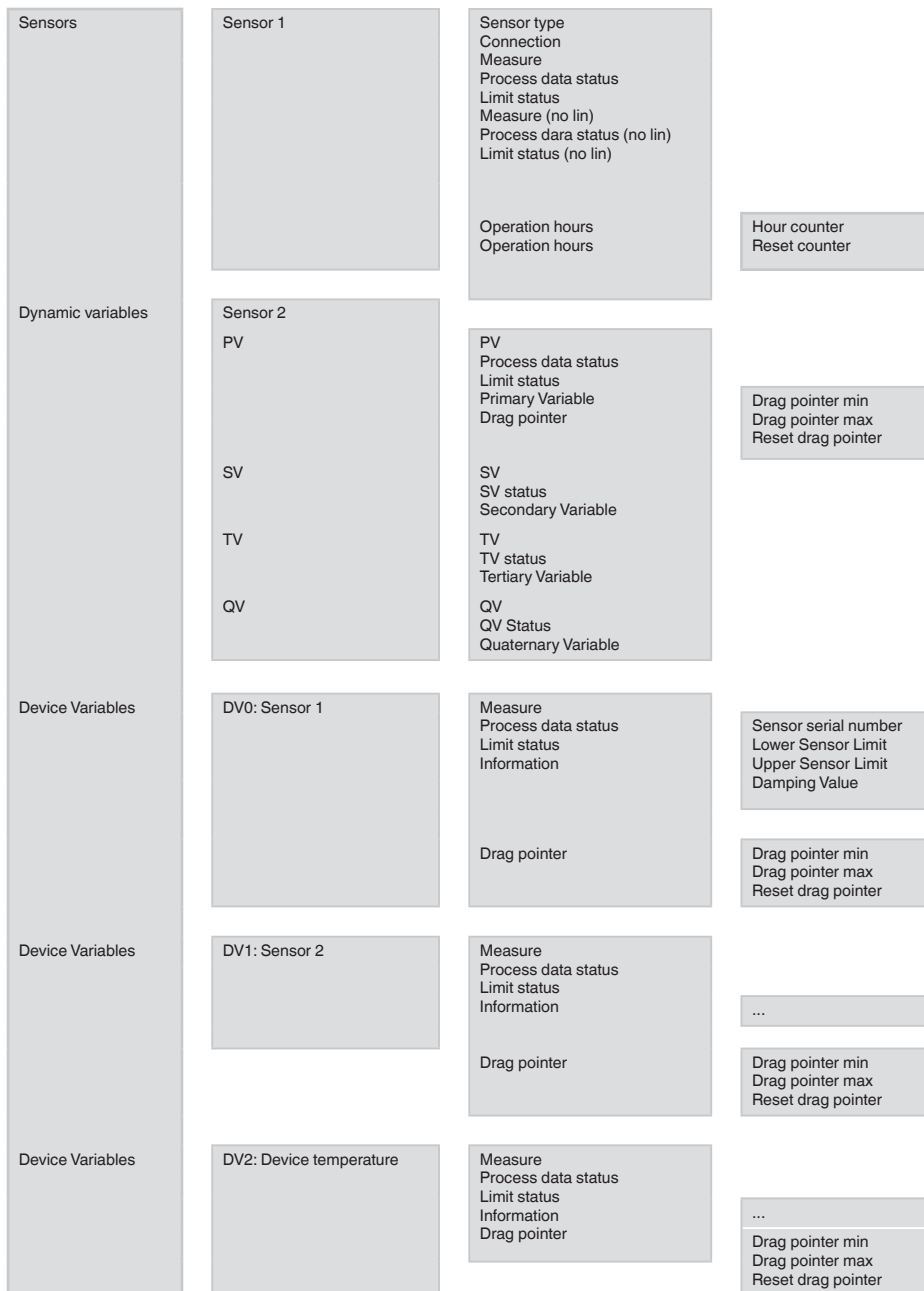 Sensors
Sensor 1
Sensor type
Connection
Measure
Process data status
Limit status
Measure (no lin)
Process dara status (no lin)
Limit status (no lin)
Operation hours
Operation hours
Hour counter
Reset counter
Dynamic variables
Sensor 2
PV
PV
Process data status
Limit status
Primary Variable
Drag pointer
Drag pointer min
Drag pointer max
Reset drag pointer
SV
SV
SV status
Secondary Variable
TV
TV
TV status
Tertiary Variable
QV
QV
QV Status
Quaternary Variable
Device Variables
DV0: Sensor 1
Measure
Process data status
Limit status
Information
Sensor serial number
Lower Sensor Limit
Upper Sensor Limit
Damping Value
Drag pointer
Drag pointer min
Drag pointer max
Reset drag pointer
Device Variables
DV1: Sensor 2
Measure
Process data status
Limit status
Information
...
Drag pointer
Drag pointer min
Drag pointer max
Reset drag pointer
Device Variables
DV2: Device temperature
Measure
Process data status
Limit status
Information
Drag pointer
...
Drag pointer min
Drag pointer max
Reset drag pointer